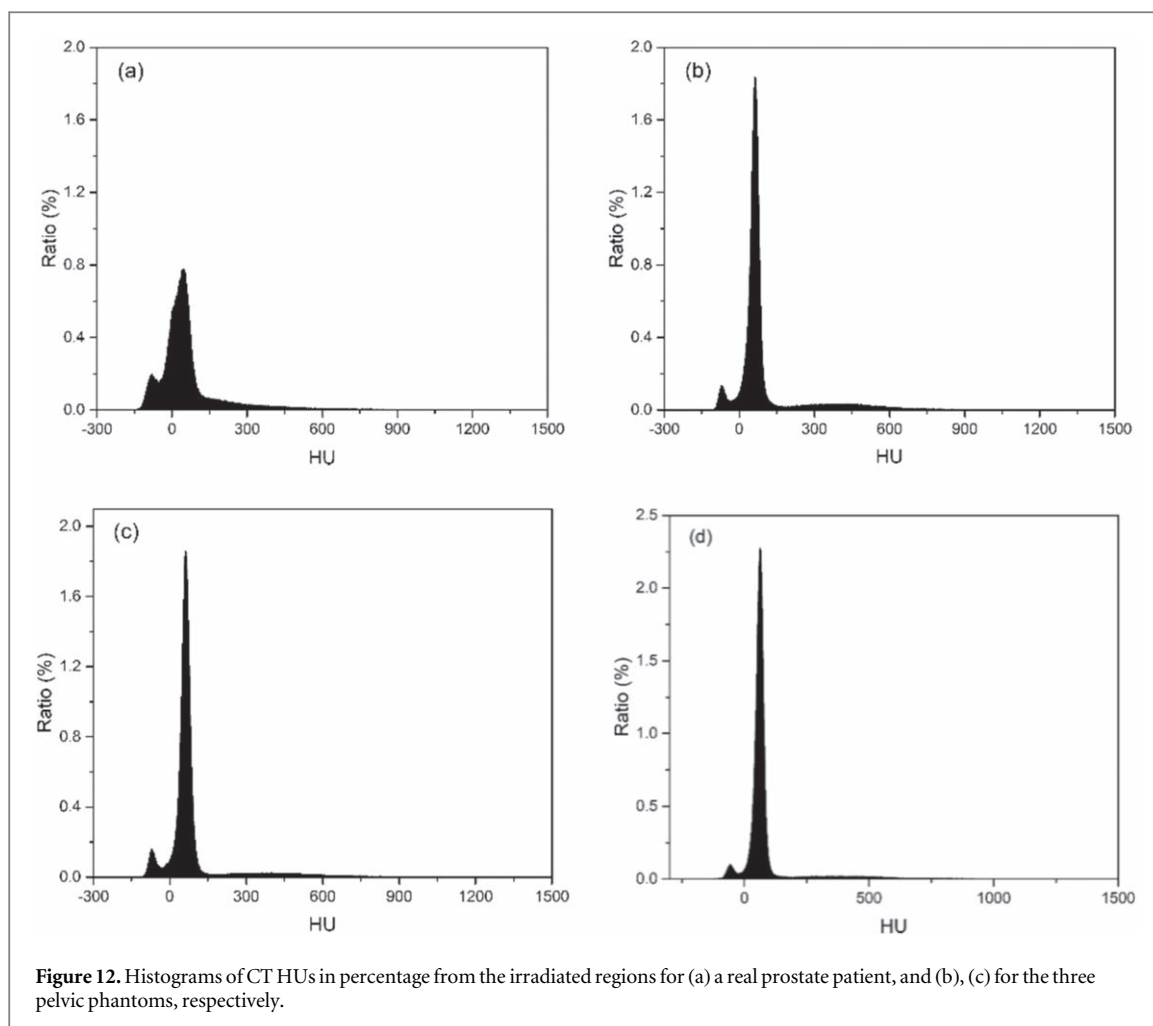 (a)
2.0
1.6
1.2
0.8
0.4
0.0
Ratio (%)
-300 0 300 600 900 1200 1500
HU
(b)
2.0
1.6
1.2
0.8
0.4
0.0
Ratio (%)
-300 0 300 600 900 1200 1500
HU
(c)
2.0
1.6
1.2
0.8
0.4
0.0
Ratio (%)
-300 0 300 600 900 1200 1500
HU
(d)
2.5
2.0
1.5
1.0
0.5
0.0
Ratio (%)
0 500 1000 1500
HU
Figure 12. Histograms of CT HUs in percentage from the irradiated regions for (a) a real prostate patient, and (b), (c) for the three
pelvic phantoms, respectively.